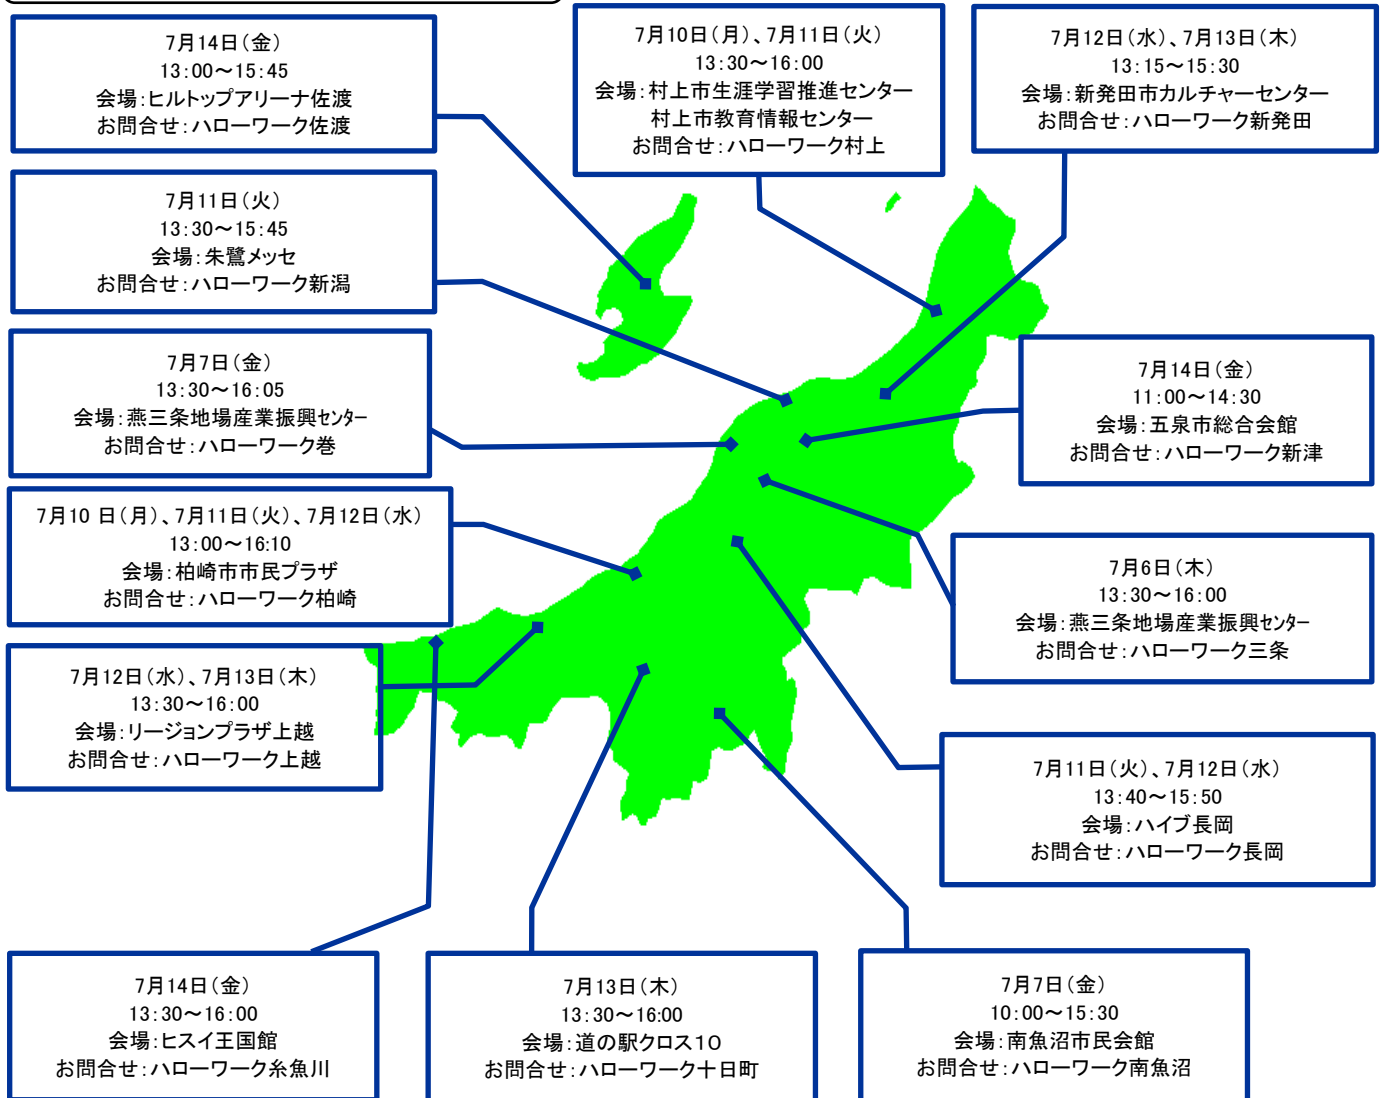 7月14日(金)
13:00～15:45
会場:ヒルトップアリーナ佐渡
お問合せ:ハローワーク佐渡
7月10日(月)、7月11日(火)
13:30～16:00
会場:村上市生涯学習推進センター
村上市教育情報センター
お問合せ:ハローワーク村上
7月12日(水)、7月13日(木)
13:15～15:30
会場:新発田市カルチャーセンター
お問合せ:ハローワーク新発田
7月11日(火)
13:30～15:45
会場:朱鷺メッセ
お問合せ:ハローワーク新潟
7月7日(金)
13:30～16:05
会場:燕三条地場産業振興センター
お問合せ:ハローワーク巻
7月14日(金)
11:00～14:30
会場:五泉市総合会館
お問合せ:ハローワーク新津
7月10 日(月)、7月11日(火)、7月12日(水)
13:00～16:10
会場:柏崎市市民プラザ
お問合せ:ハローワーク柏崎
7月6日(木)
13:30～16:00
会場:燕三条地場産業振興センター
お問合せ:ハローワーク三条
7月12日(水)、7月13日(木)
13:30～16:00
会場:リージョンプラザ上越
お問合せ:ハローワーク上越
7月11日(火)、7月12日(水)
13:40～15:50
会場:ハイブ長岡
お問合せ:ハローワーク長岡
7月14日(金)
13:30～16:00
会場:ヒスイ王国館
お問合せ:ハローワーク糸魚川
7月13日(木)
13:30～16:00
会場:道の駅クロス10
お問合せ:ハローワーク十日町
7月7日(金)
10:00～15:30
会場:南魚沼市民会館
お問合せ:ハローワーク南魚沼